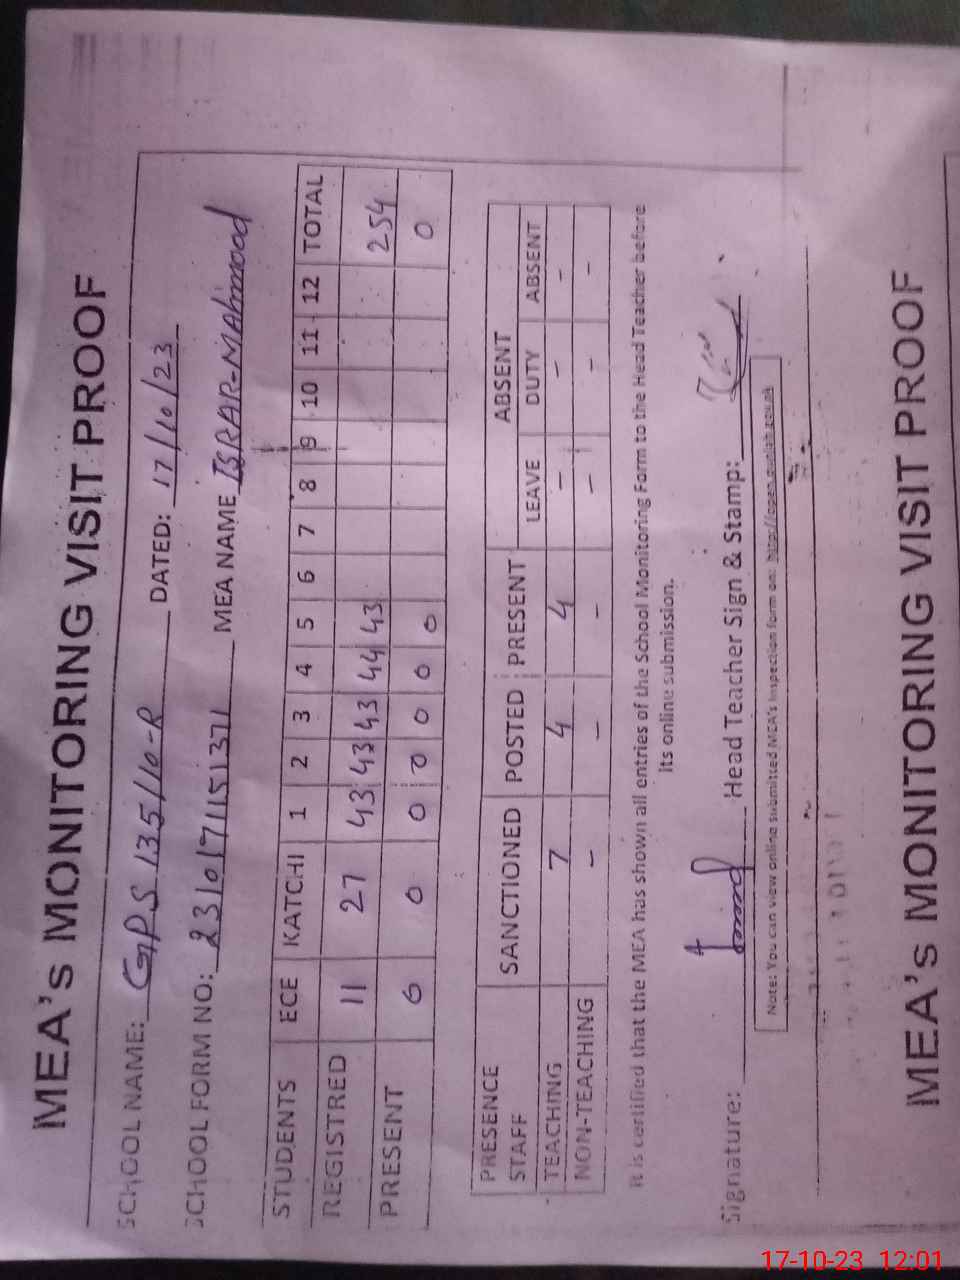 MEA's MONITORING VISIT PROOF
SCHOOL NAME: GPS 135/10-R DATED: 17/10/23
SCHOOL FORM NO: 2310171151371 MEA NAME ISRAR-MAhmood
STUDENTS ECE KATCHI 1 2 3 4 5 6 7 8 9 10 11 12 TOTAL
REGISTRED 11 27 43 43 43 44 43 254
PRESENT 0 0 0 0 0 0 0 0
PRESENCE STAFF SANCTIONED POSTED PRESENT ABSENT
LEAVE DUTY ABSENT
TEACHING 7 4 4 - - -
NON-TEACHING - - - - - -
It is certified that the MEA has shown all entries of the School Monitoring Form to the Head Teacher before
its online submission.
Signature: Head Teacher Sign & Stamp:
Note: You can view online submitted MEA's Inspection form on: http://open.punjab.gov.pk
MEA's MONITORING VISIT PROOF
17-10-23 12:01